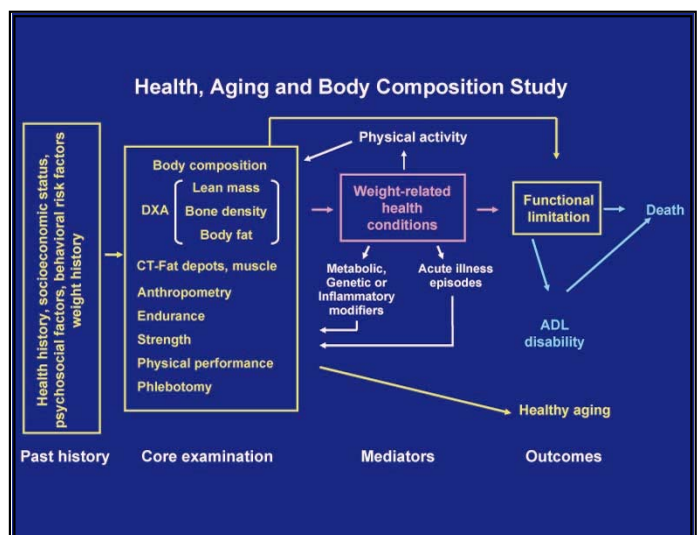 Health, Aging and Body Composition Study
Health history, socioeconomic status,
psychosocial factors, behavioral risk factors
weight history
Body composition
DXA
Lean mass
Bone density
Body fat
CT-Fat depots, muscle
Anthropometry
Endurance
Strength
Physical performance
Phlebotomy
Physical activity
Weight-related
health
conditions
Metabolic,
Genetic or
Inflammatory
modifiers
Acute illness
episodes
Functional
limitation
Death
ADL
disability
Healthy aging
Past history
Core examination
Mediators
Outcomes